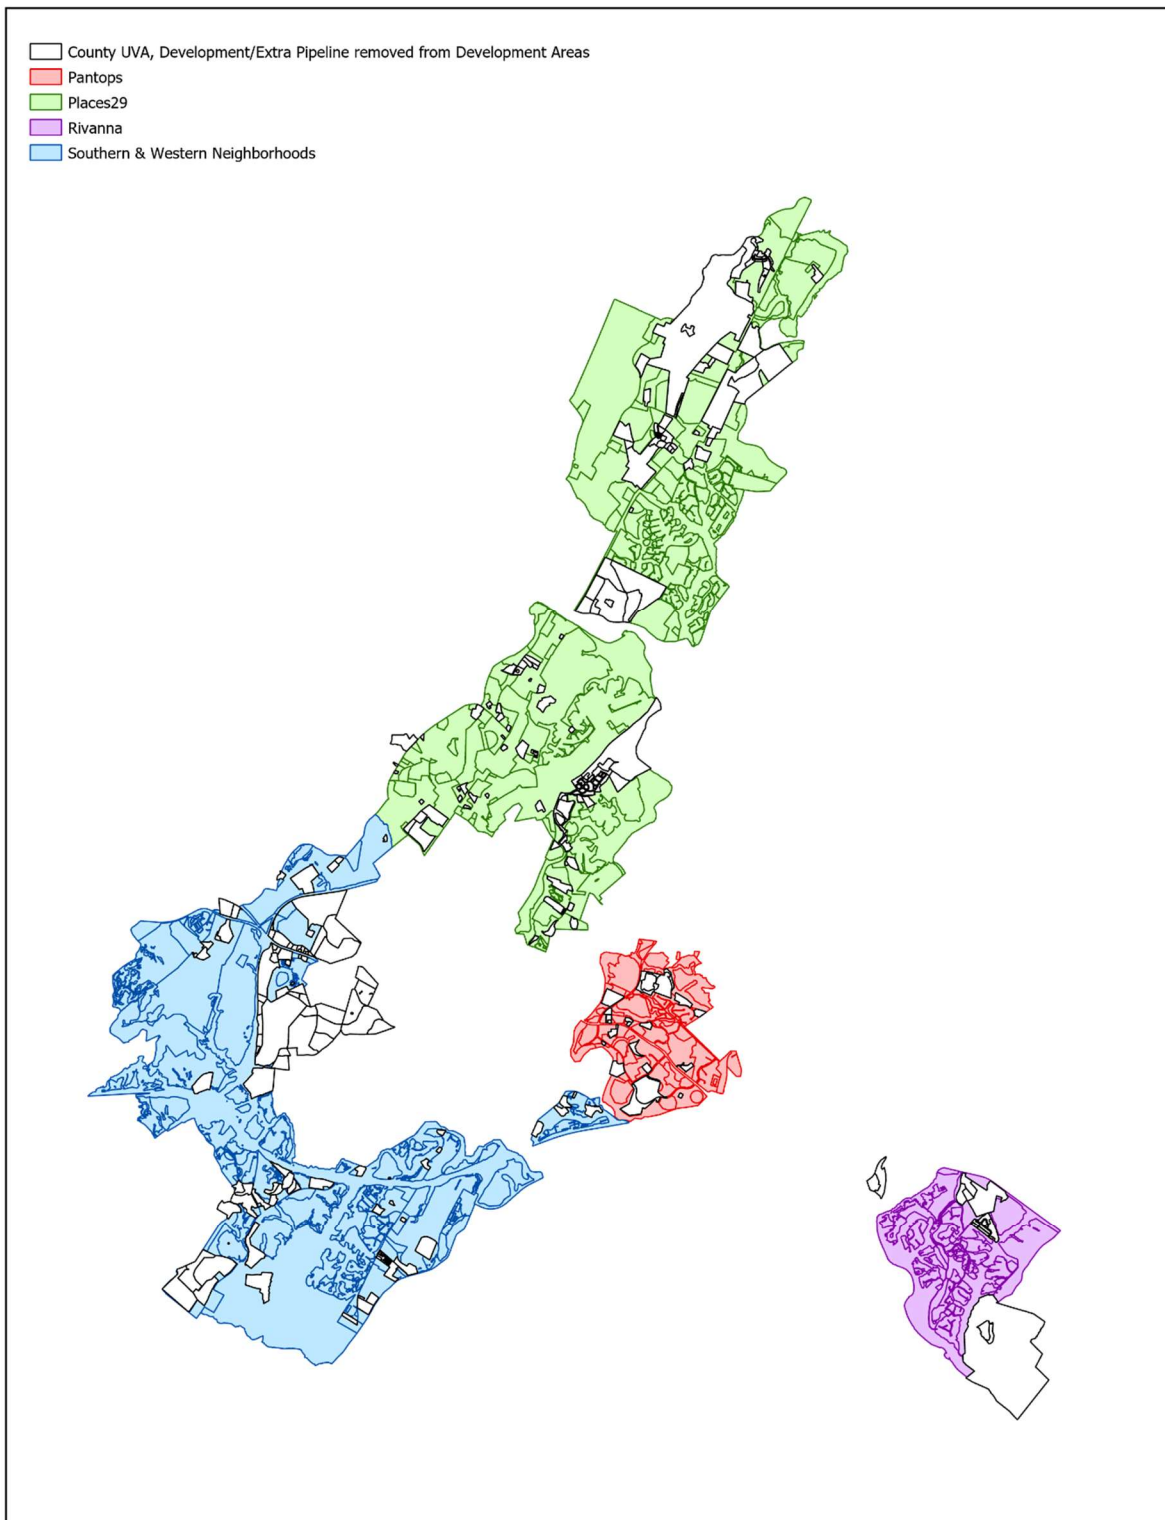 County UVA, Development/Extra Pipeline removed from Development Areas
Pantops
Places29
Rivanna
Southern & Western Neighborhoods